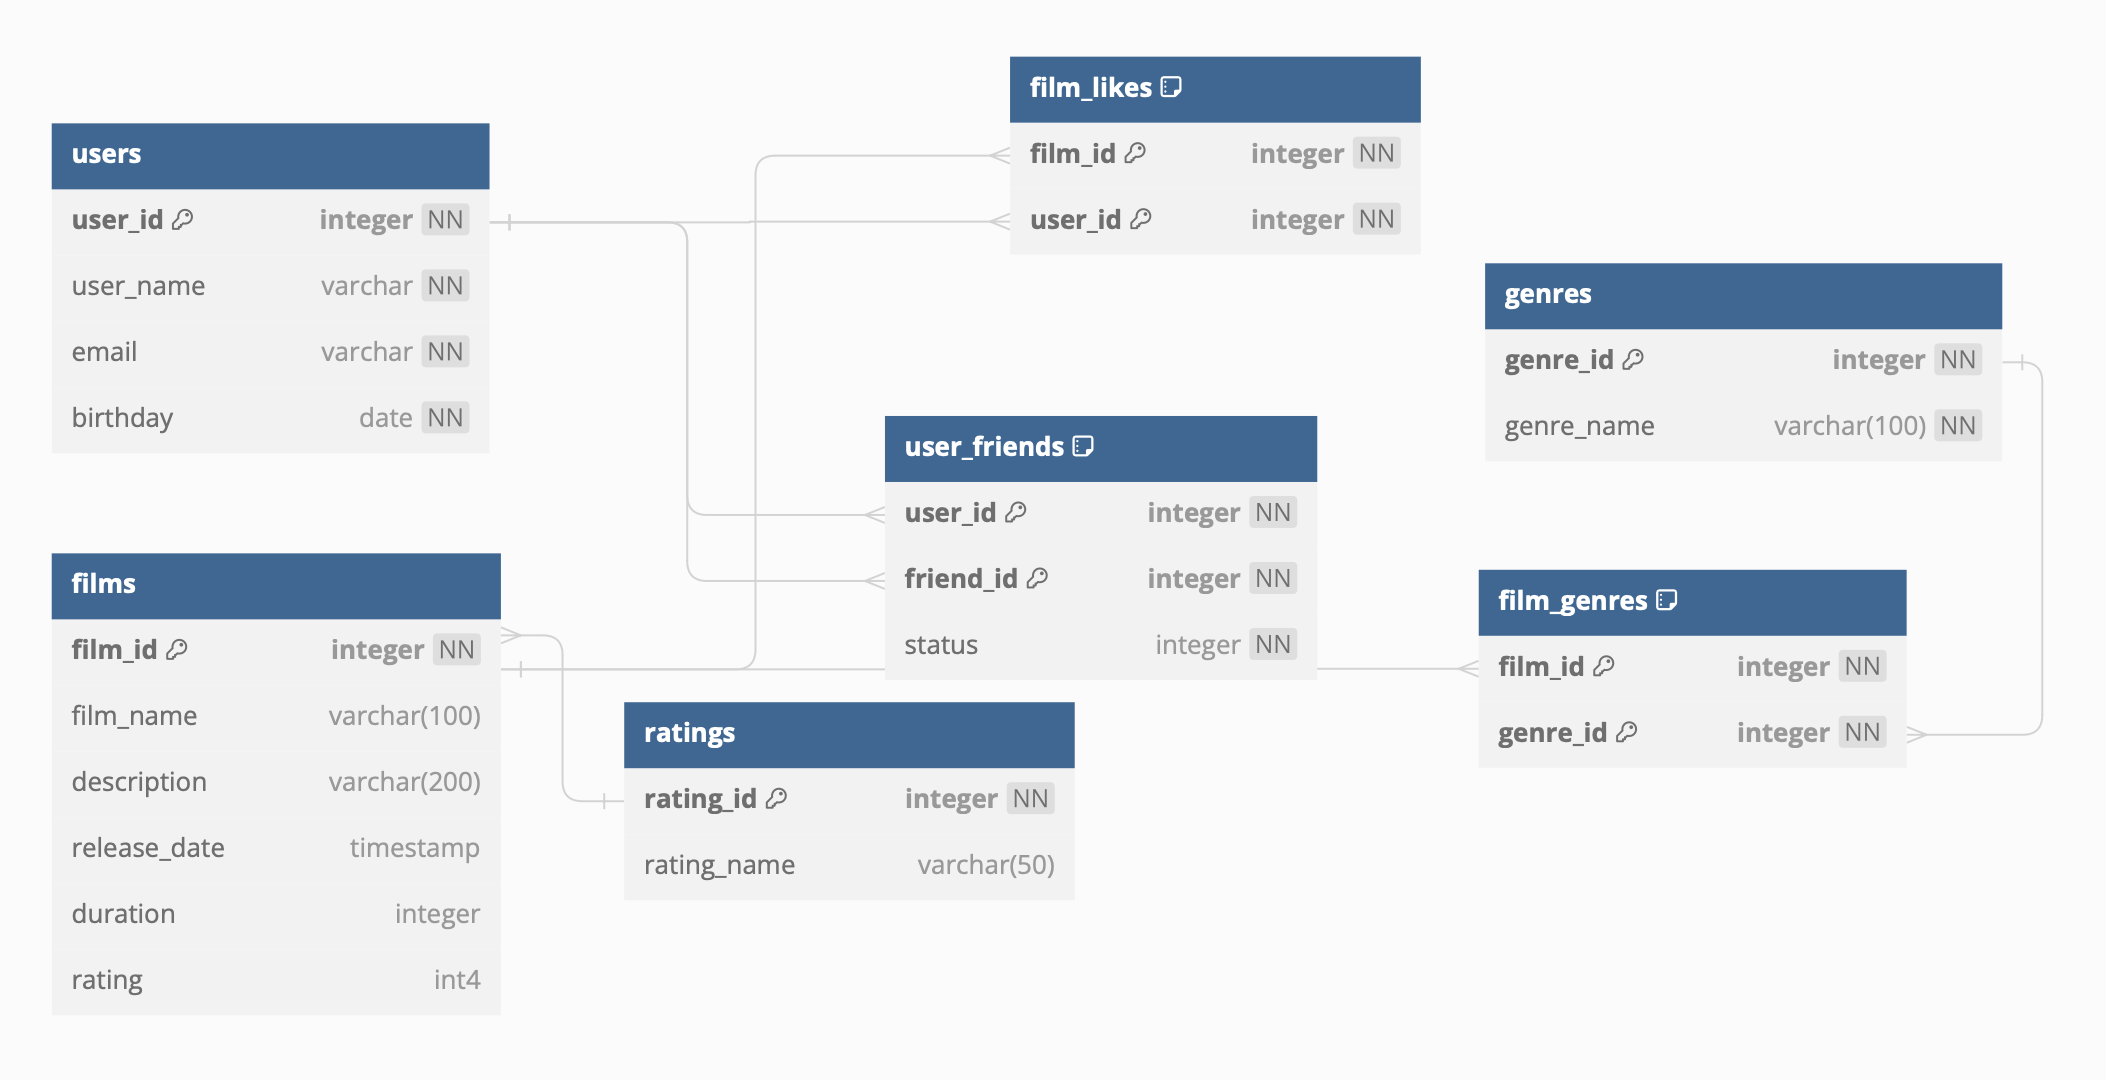 users
user_id integer NN
user_name varchar NN
email varchar NN
birthday date NN
films
film_id integer NN
film_name varchar(100)
description varchar(200)
release_date timestamp
duration integer
rating int4
film_likes
film_id integer NN
user_id integer NN
user_friends
user_id integer NN
friend_id integer NN
status integer NN
ratings
rating_id integer NN
rating_name varchar(50)
genres
genre_id integer NN
genre_name varchar(100) NN
film_genres
film_id integer NN
genre_id integer NN